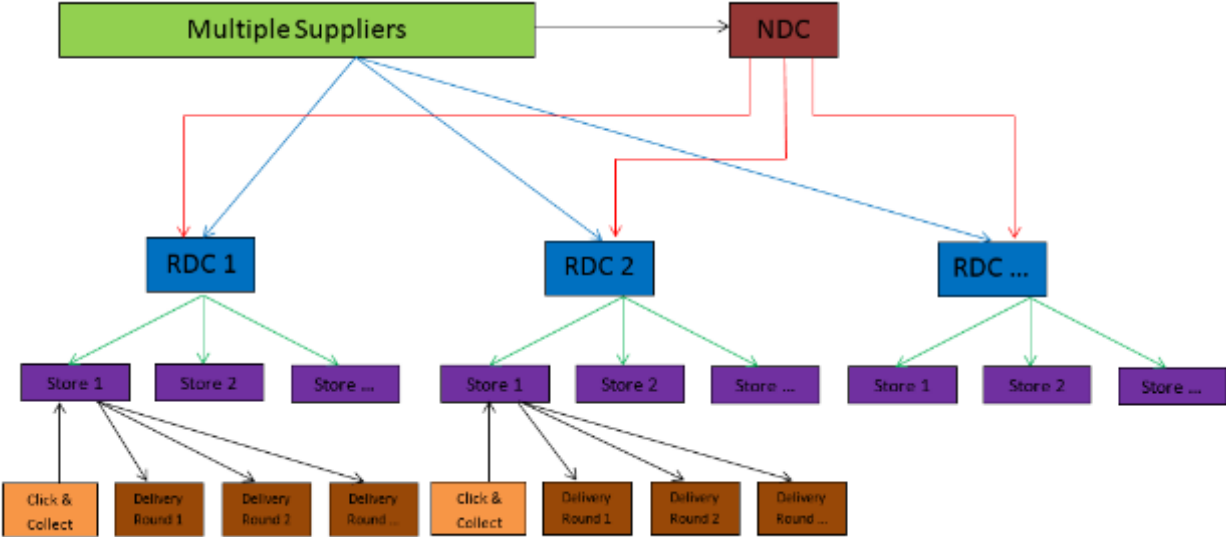 Multiple Suppliers
NDC
RDC 1
RDC 2
RDC ...
Store 1
Store 2
Store ...
Store 1
Store 2
Store ...
Store 1
Store 2
Store ...
Click &
Collect
Delivery
Round 1
Delivery
Round 2
Delivery
Round ...
Click &
Collect
Delivery
Round 1
Delivery
Round 2
Delivery
Round ...